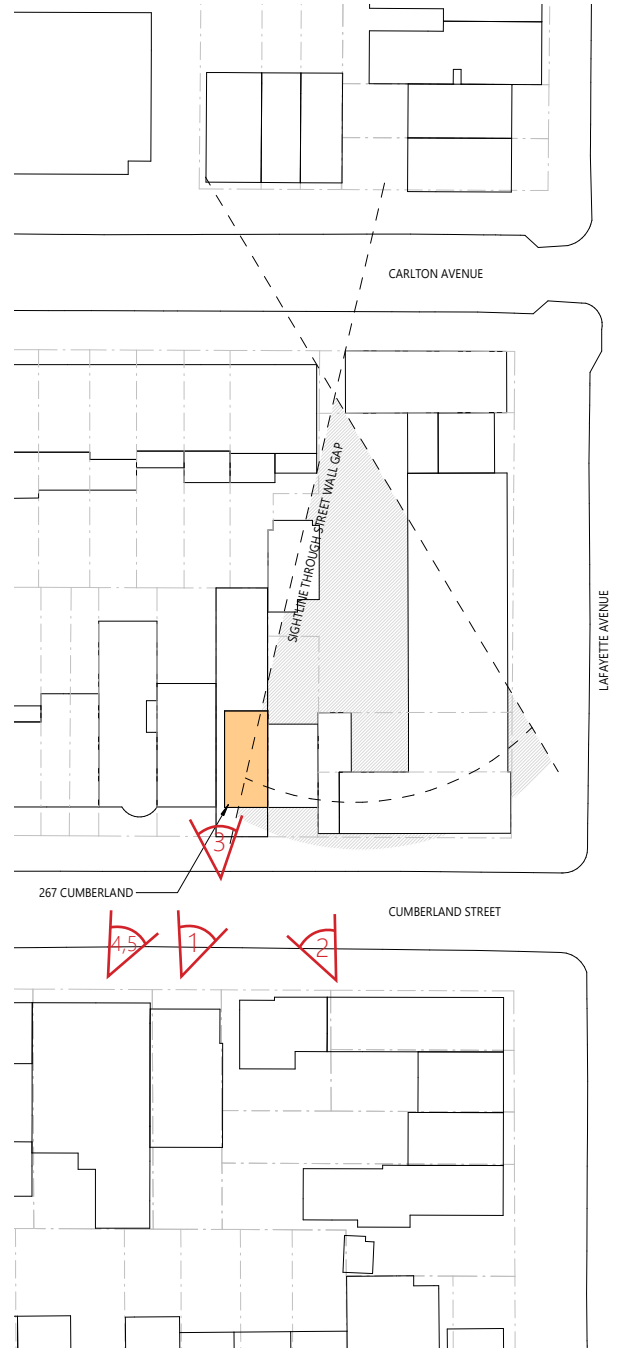 CARLTON AVENUE
SIGHTLINE THROUGH STREET WALL GAP
LAFAYETTE AVENUE
3
267 CUMBERLAND
CUMBERLAND STREET
4,5
1
2